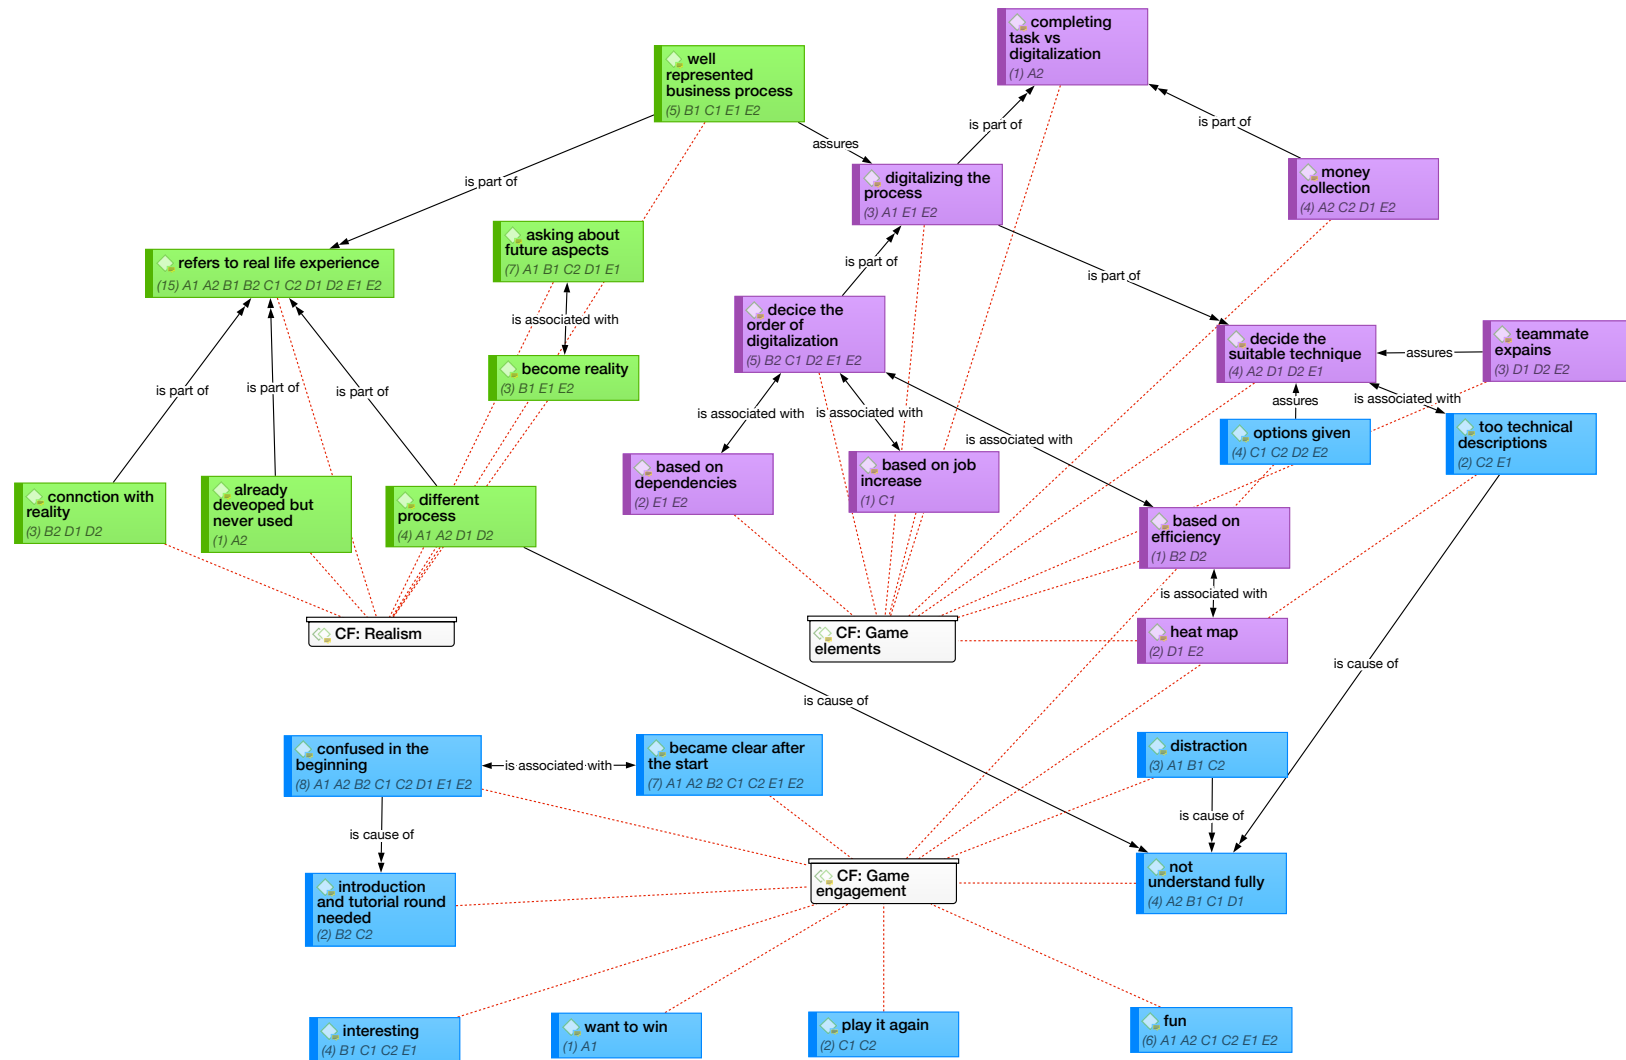 completing
task vs
digitalization
(1) A2
well
represented
business process
(5) B1 C1 E1 E2
is part of
is part of
assures
digitalizing the
process
(3) A1 E1 E2
money
collection
(4) A2 C2 D1 E2
is part of
asking about
future aspects
(7) A1 B1 C2 D1 E1
refers to real life experience
(15) A1 A2 B1 B2 C1 C2 D1 D2 E1 E2
is part of
is part of
is associated with
decice the
order of
digitalization
(5) B2 C1 D2 E1 E2
decide the
suitable technique
(4) A2 D1 D2 E1
assures
teammate
expains
(3) D1 D2 E2
become reality
(3) B1 E1 E2
is part of
is part of
is part of
is associated with
is associated with
assures
is associated with
is associated with
options given
(4) C1 C2 D2 E2
too technical
descriptions
(2) C2 E1
based on
dependencies
(2) E1 E2
based on job
increase
(1) C1
connction with
reality
(3) B2 D1 D2
already
deveoped but
never used
(1) A2
different
process
(4) A1 A2 D1 D2
based on
efficiency
(1) B2 D2
is associated with
CF: Realism
CF: Game
elements
heat map
(2) D1 E2
is cause of
is cause of
confused in the
beginning
(8) A1 A2 B2 C1 C2 D1 E1 E2
is associated with
became clear after
the start
(7) A1 A2 B2 C1 C2 E1 E2
distraction
(3) A1 B1 C2
is cause of
is cause of
introduction
and tutorial round
needed
(2) B2 C2
CF: Game
engagement
not
understand fully
(4) A2 B1 C1 D1
interesting
(4) B1 C1 C2 E1
want to win
(1) A1
play it again
(2) C1 C2
fun
(6) A1 A2 C1 C2 E1 E2